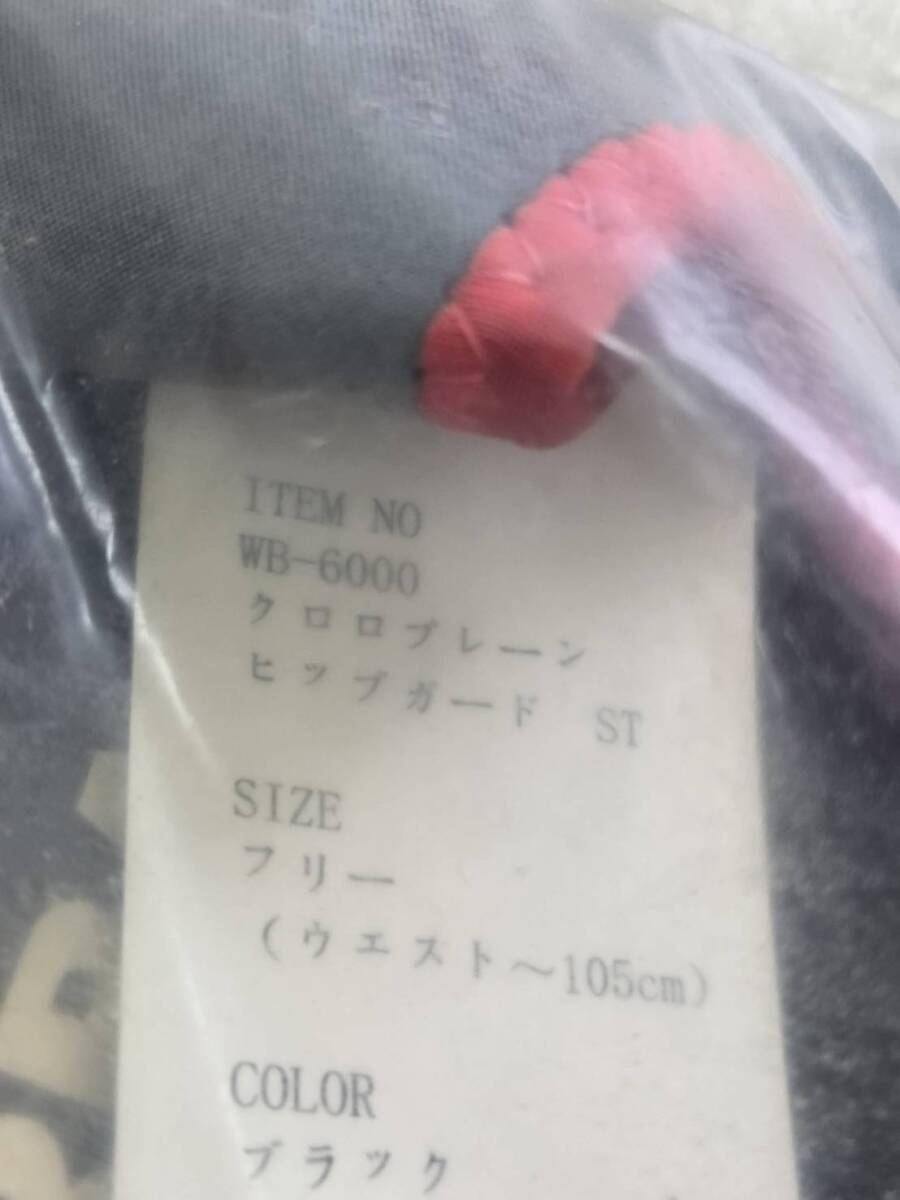 ITEM NO
WB-6000
クロロブレーン
ヒップガード ST
SIZE
フリー
(ウエスト～105cm)
COLOR
ブラック